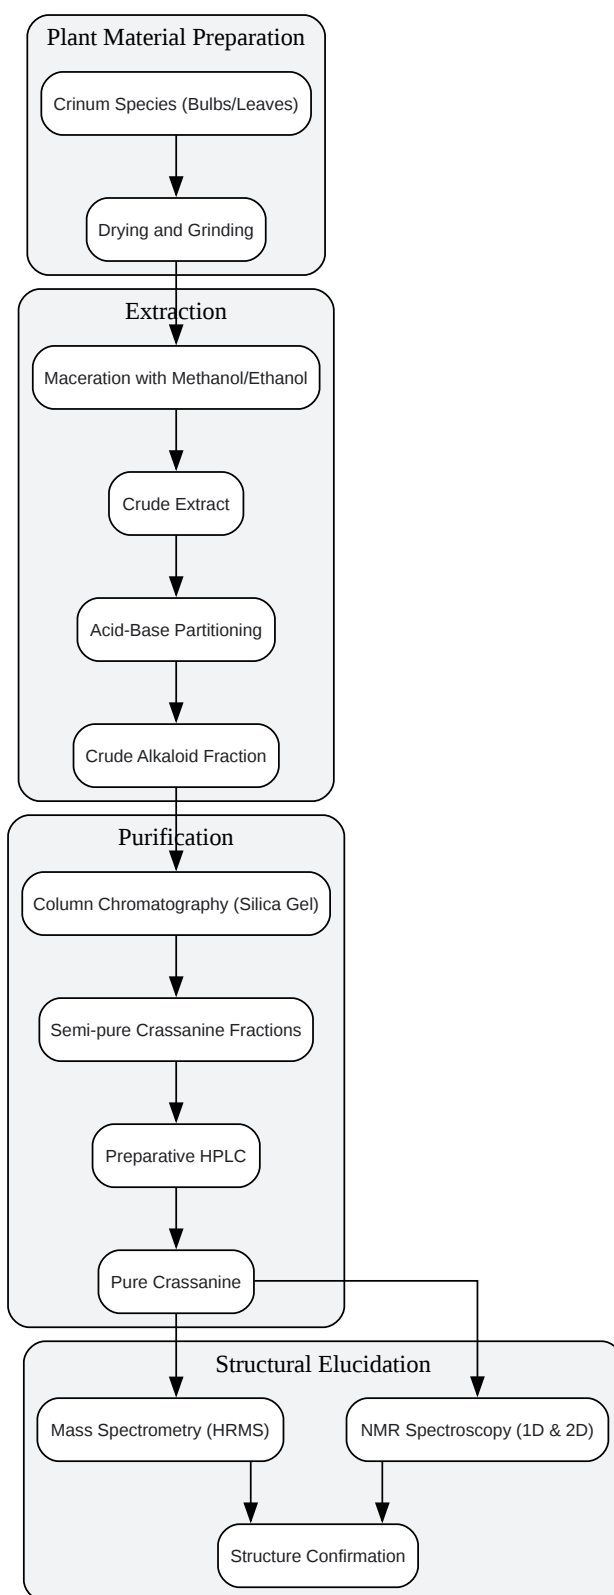 Plant Material Preparation
Crinum Species (Bulbs/Leaves)
Drying and Grinding
Extraction
Maceration with Methanol/Ethanol
Crude Extract
Acid-Base Partitioning
Crude Alkaloid Fraction
Purification
Column Chromatography (Silica Gel)
Semi-pure Crassanine Fractions
Preparative HPLC
Pure Crassanine
Structural Elucidation
Mass Spectrometry (HRMS)
NMR Spectroscopy (1D & 2D)
Structure Confirmation